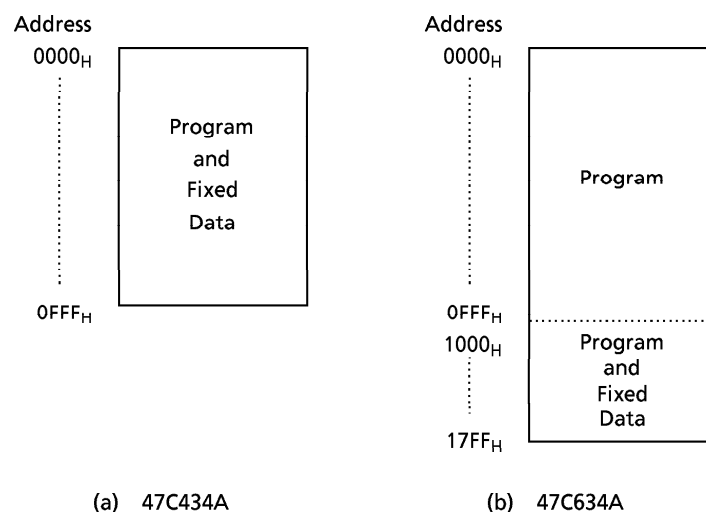 Address
0000H
Program
and
Fixed
Data
0FFFH
(a) 47C434A
Address
0000H
Program
0FFFH
1000H
Program
and
Fixed
Data
17FFH
(b) 47C634A